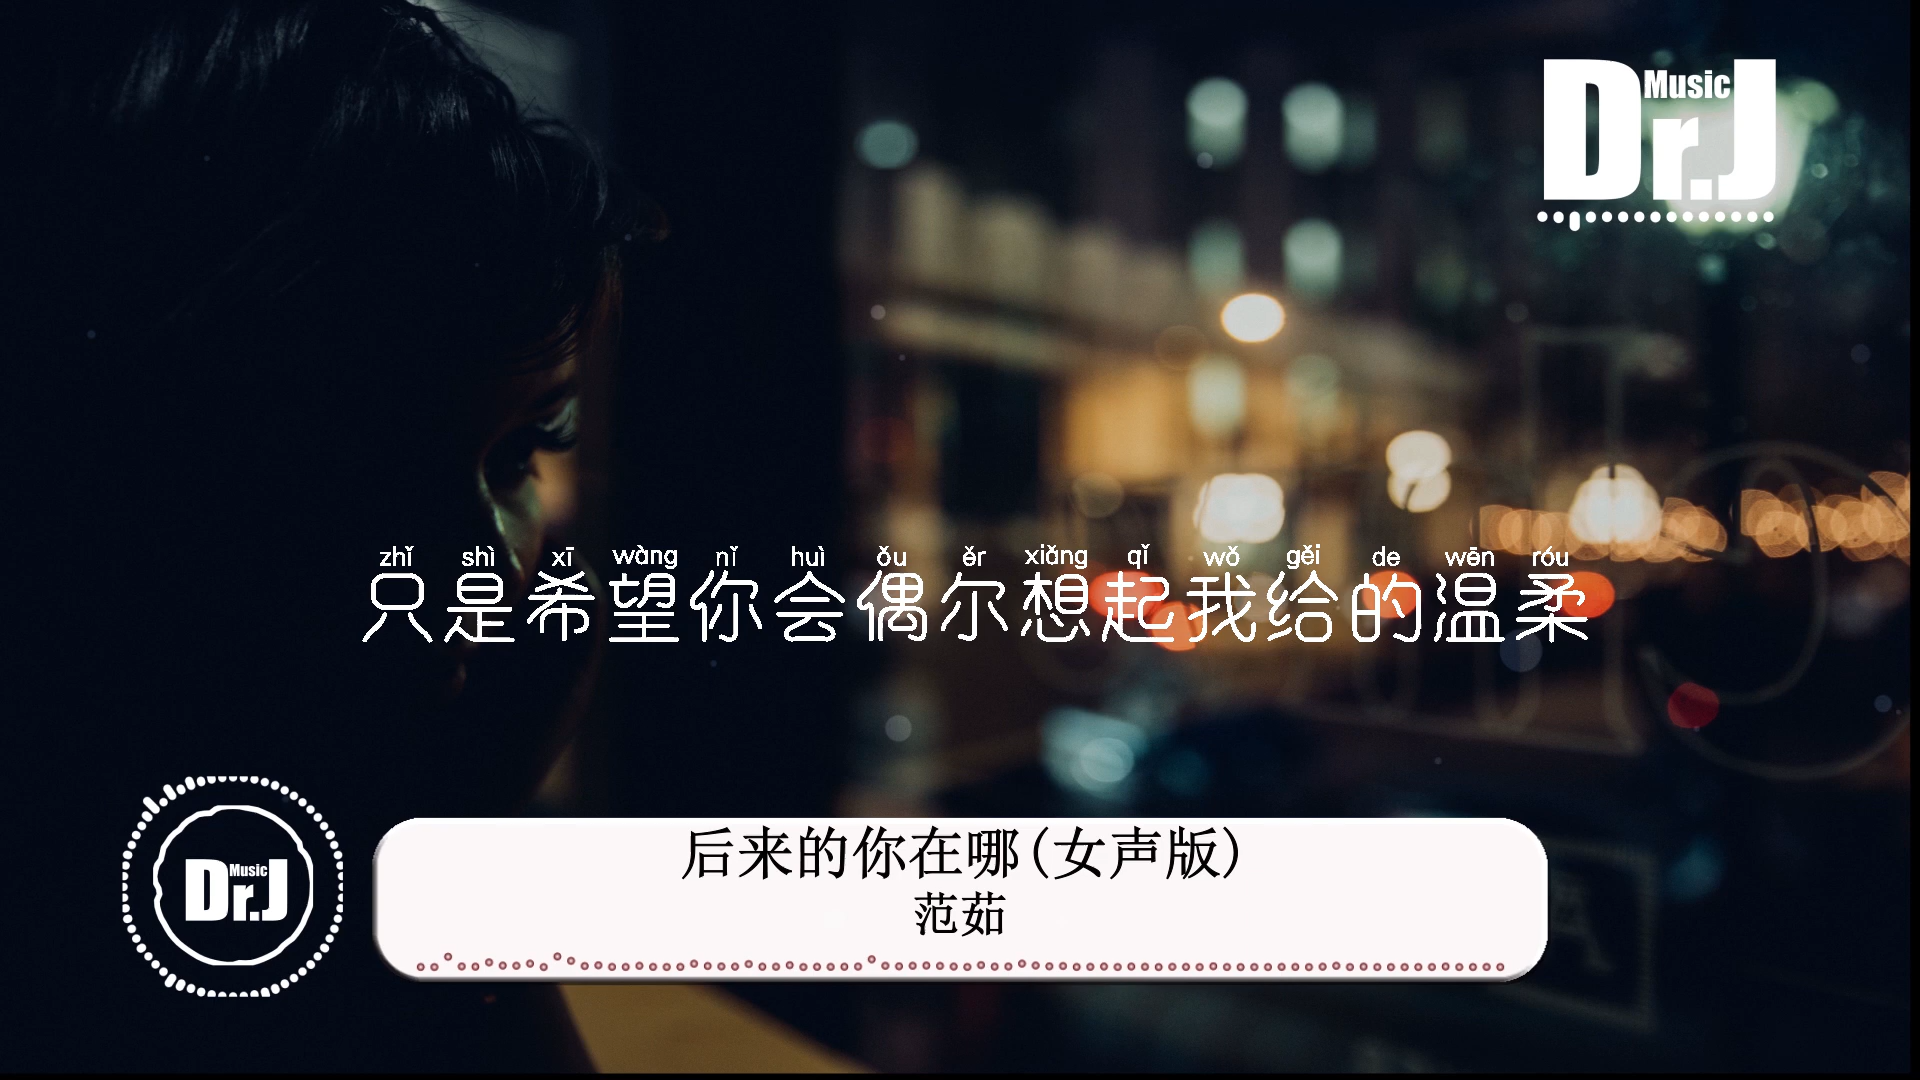 Music
Dr.J
zhǐ shì xī wàng nǐ huì ǒu ěr xiǎng qǐ wǒ gěi de wēn róu
只是希望你会偶尔想起我给的温柔
后来的你在哪(女声版)
范茹
Music
Dr.J